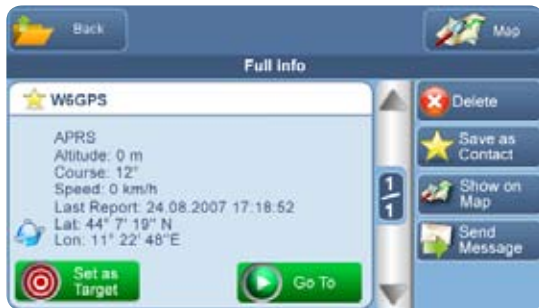 Back
Map
Full Info
W6GPS
APRS
Altitude: 0 m
Course: 12°
Speed: 0 km/h
Last Report: 24.08.2007 17:18:52
Lat: 44° 7' 19" N
Lon: 11° 22' 48"E
Set as
Target
Go To
1
1
Delete
Save as
Contact
Show on
Map
Send
Message